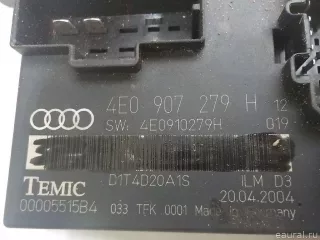 4E0 907 279 H 12
SW: 4E0910279H 019
D1T4D20A1S ILM D3
TEMIC 20.04.2004
00005515B4 033 TFK 0001 Made in
eaural.ru